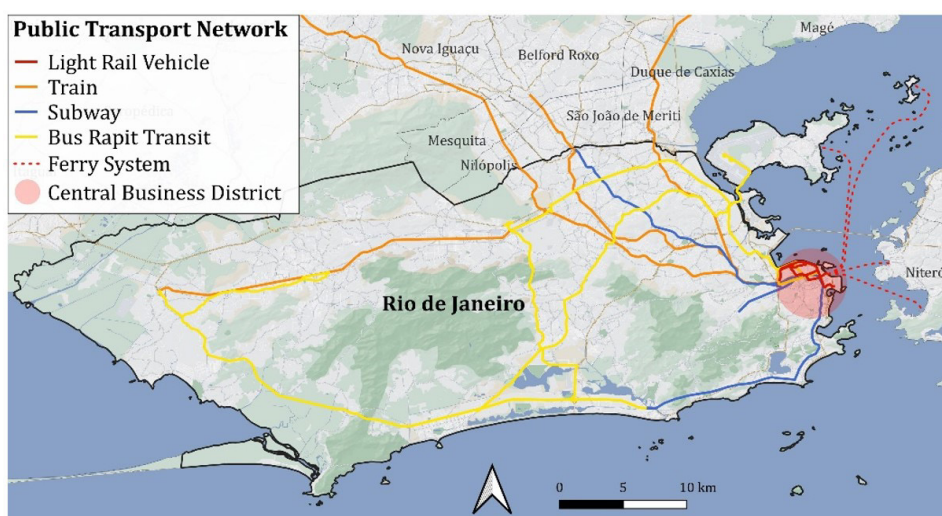 Public Transport Network
Light Rail Vehicle
Train
Subway
Bus Rapit Transit
Ferry System
Central Business District
Magé
Nova Iguaçu
Belford Roxo
Duque de Caxias
São João de Meriti
Mesquita
Nilópolis
Niteró
Rio de Janeiro
0 5 10 km